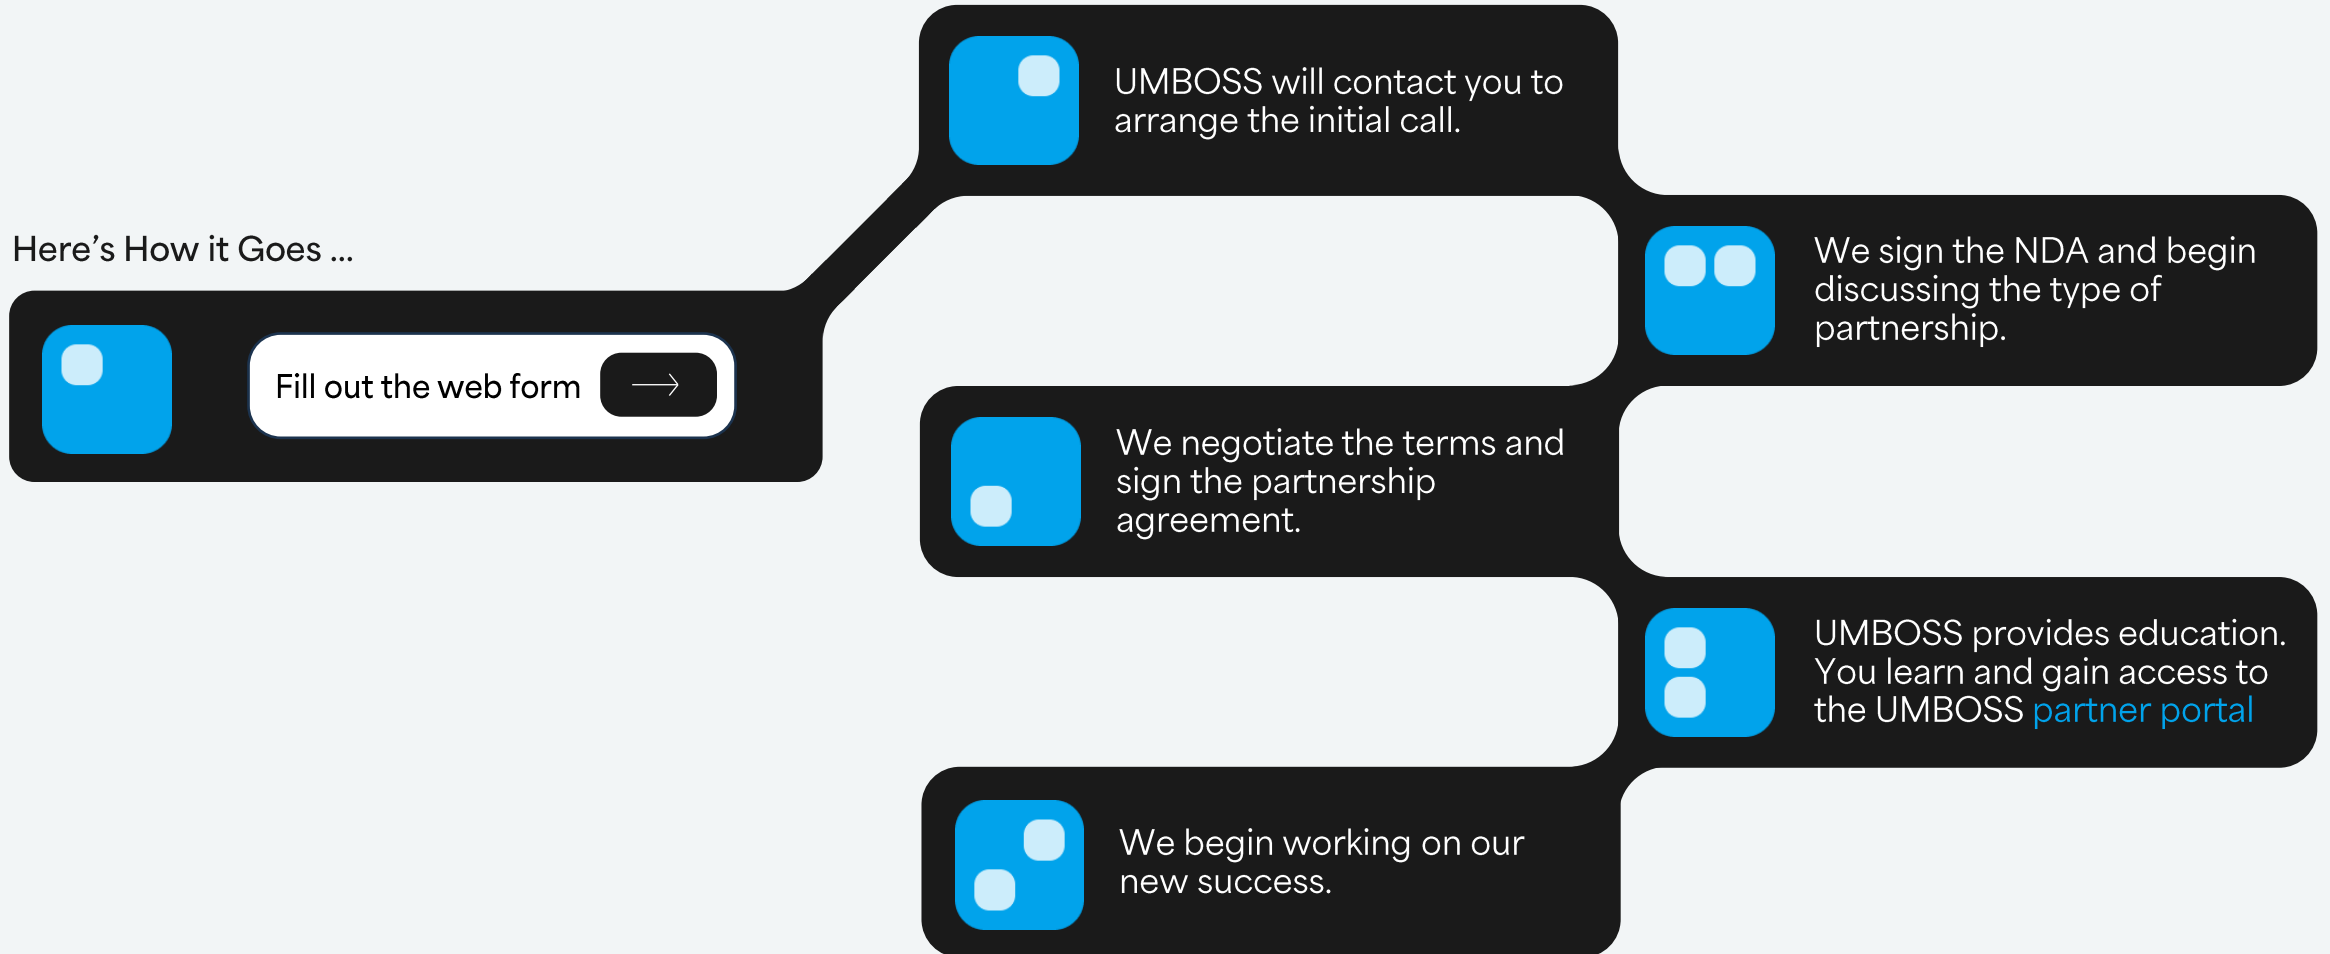 Here’s How it Goes ...
Fill out the web form
UMBOSS will contact you to
arrange the initial call.
We sign the NDA and begin
discussing the type of
partnership.
We negotiate the terms and
sign the partnership
agreement.
UMBOSS provides education.
You learn and gain access to
the UMBOSS partner portal
We begin working on our
new success.